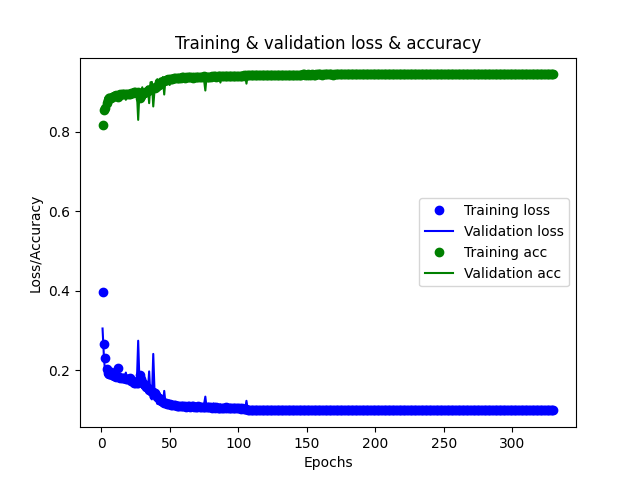 Training & validation loss & accuracy
Loss/Accuracy
0.8
0.6
0.4
0.2
Training loss
Validation loss
Training acc
Validation acc
0 50 100 150 200 250 300
Epochs